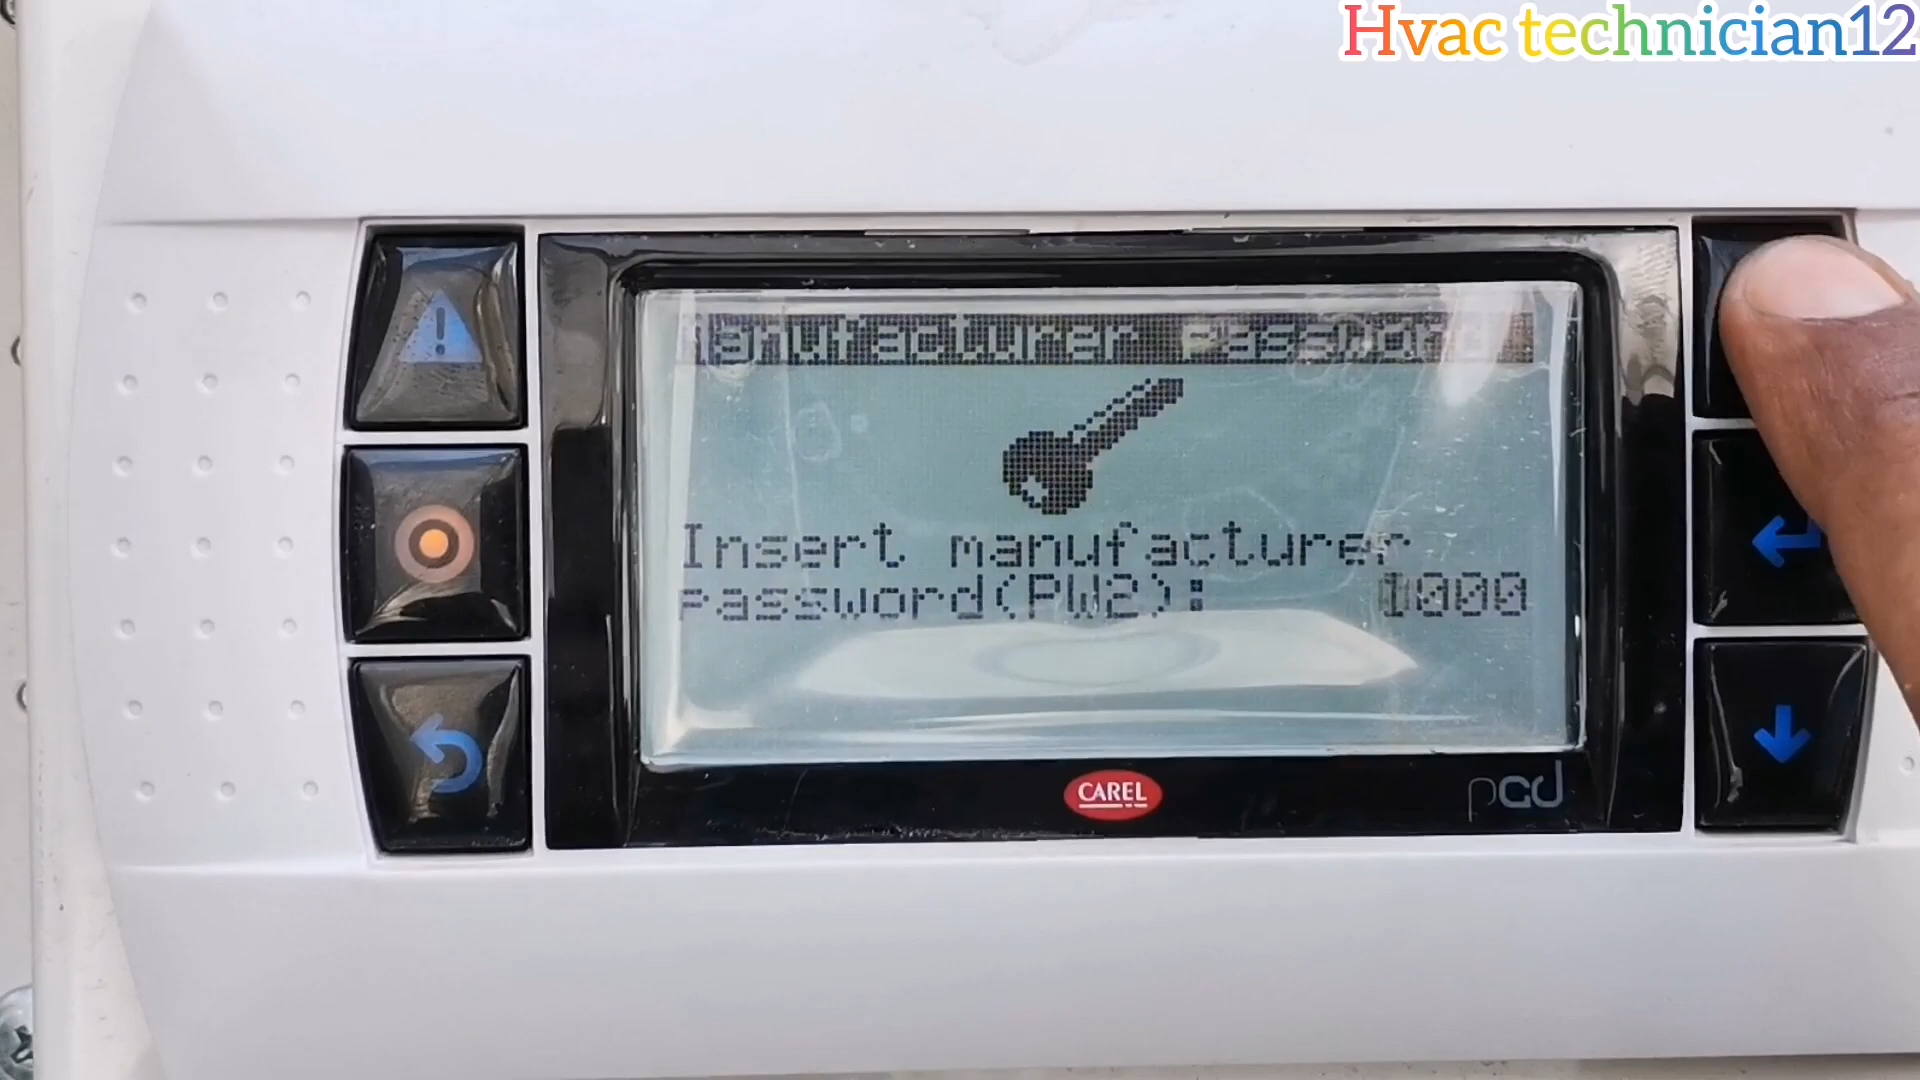 Hvac technician12
Manufacturer password
Insert manufacturer
password(PW2): 1000
CAREL
pGD